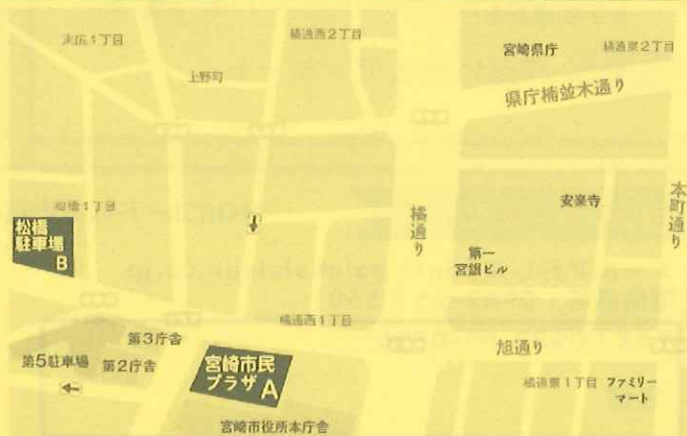 末広1丁目
橘通西2丁目
宮崎県庁
橘通東2丁目
上野町
県庁楠並木通り
松橋1丁目
安楽寺
本町通り
松橋
駐車場
B
橘通り
第一
宮銀ビル
橘通西1丁目
第3庁舎
旭通り
第5駐車場
第2庁舎
宮崎市民
プラザ A
橘通東1丁目
ファミリー
マート
宮崎市役所本庁舎